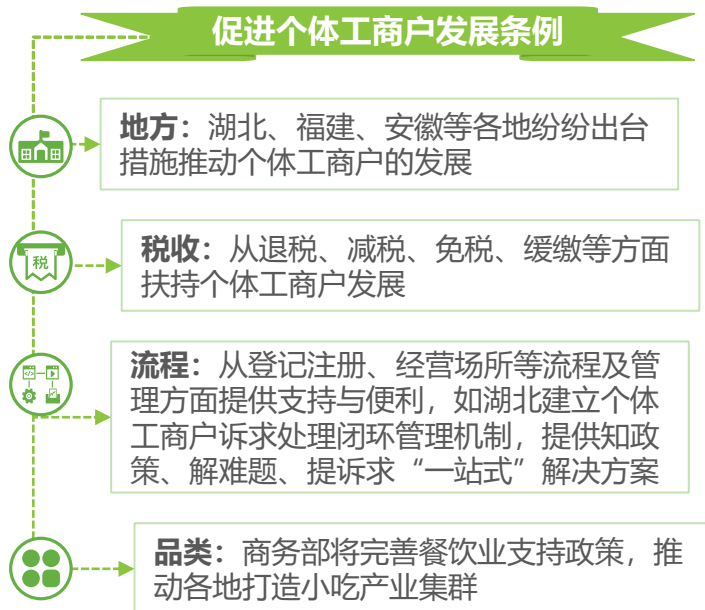 促进个体工商户发展条例
地方：湖北、福建、安徽等各地纷纷出台
措施推动个体工商户的发展
税
税收：从退税、减税、免税、缓缴等方面
扶持个体工商户发展
流程：从登记注册、经营场所等流程及管
理方面提供支持与便利，如湖北建立个体
工商户诉求处理闭环管理机制，提供知政
策、解难题、提诉求“一站式”解决方案
品类：商务部将完善餐饮业支持政策，推
动各地打造小吃产业集群